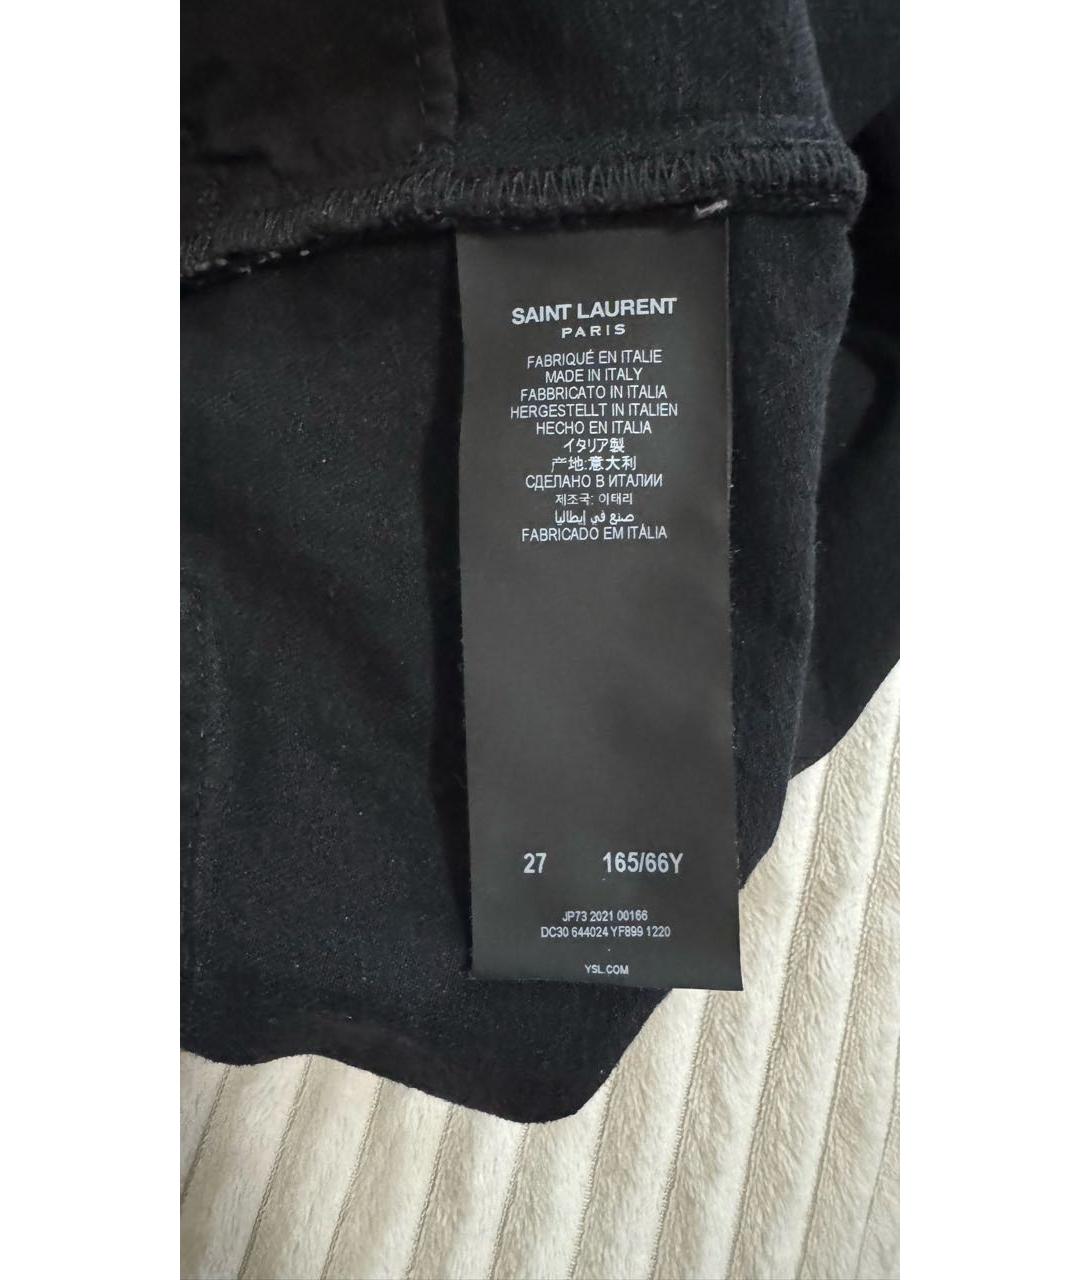 SAINT LAURENT
PARIS
FABRIQUÉ EN ITALIE
MADE IN ITALY
FABBRICATO IN ITALIA
HERGESTELLT IN ITALIEN
HECHO EN ITALIA
イタリア製
产地:意大利
СДЕЛАНО В ИТАЛИИ
제조국: 이태리
صنع في إيطاليا
FABRICADO EM ITÁLIA
27 165/66Y
JP73 2021 00166
DC30 644024 YF899 1220
YSL.COM